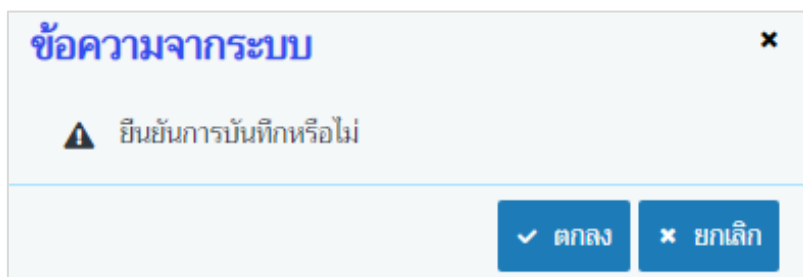 ข้อความจากระบบ
ยืนยันการบันทึกหรือไม่
ตกลง
ยกเลิก